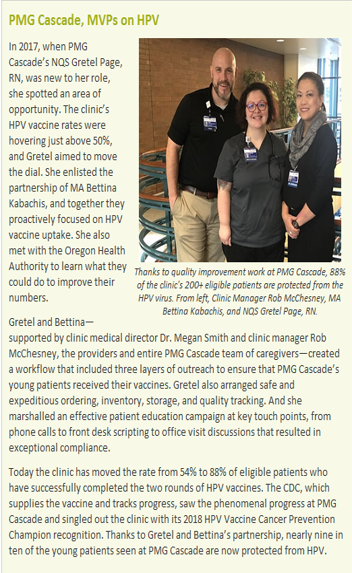 PMG Cascade, MVPs on HPV
In 2017, when PMG
Cascade's NQS Gretel Page,
RN, was new to her role,
she spotted an area of
opportunity. The clinic's
HPV vaccine rates were
hovering just above 50%,
and Gretel aimed to move
the dial. She enlisted the
partnership of MA Bettina
Kabachis, and together they
proactively focused on HPV
vaccine uptake. She also
met with the Oregon Health
Authority to learn what they
could do to improve their
numbers.
Thanks to quality improvement work at PMG Cascade, 88%
of the clinic's 200+ eligible patients are protected from the
HPV virus. From left, Clinic Manager Rob McChesney, MA
Bettina Kabachis, and NQS Gretel Page, RN.
Gretel and Bettina—
supported by clinic medical director Dr. Megan Smith and clinic manager Rob
McChesney, the providers and entire PMG Cascade team of caregivers—created
a workflow that included three layers of outreach to ensure that PMG Cascade's
young patients received their vaccines. Gretel also arranged safe and
expeditious ordering, inventory, storage, and quality tracking. And she
marshalled an effective patient education campaign at key touch points, from
phone calls to front desk scripting to office visit discussions that resulted in
exceptional compliance.
Today the clinic has moved the rate from 54% to 88% of eligible patients who
have successfully completed the two rounds of HPV vaccines. The CDC, which
supplies the vaccine and tracks progress, saw the phenomenal progress at PMG
Cascade and singled out the clinic with its 2018 HPV Vaccine Cancer Prevention
Champion recognition. Thanks to Gretel and Bettina's partnership, nearly nine in
ten of the young patients seen at PMG Cascade are now protected from HPV.